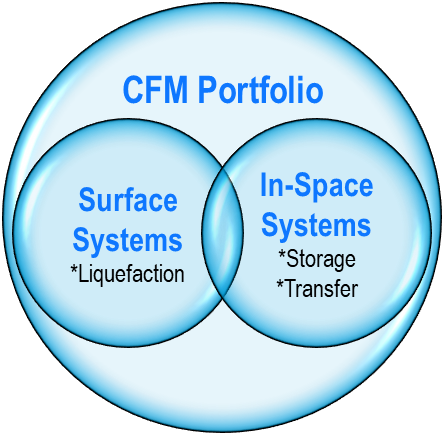 CFM Portfolio
Surface
Systems
*Liquefaction
In-Space
Systems
*Storage
*Transfer